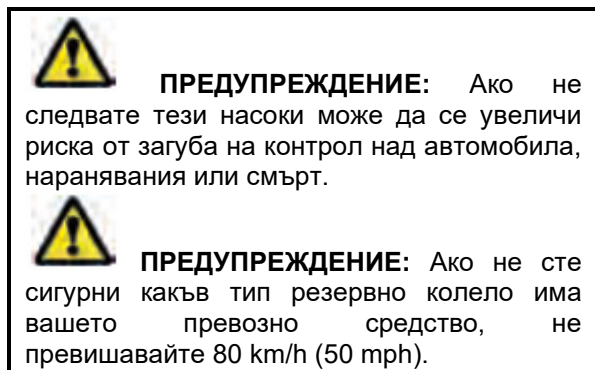 ПРЕДУПРЕЖДЕНИЕ: Ако не
следвате тези насоки може да се увеличи
риска от загуба на контрол над автомобила,
наранявания или смърт.
ПРЕДУПРЕЖДЕНИЕ: Ако не сте
сигурни какъв тип резервно колело има
вашето превозно средство, не
превишавайте 80 km/h (50 mph).